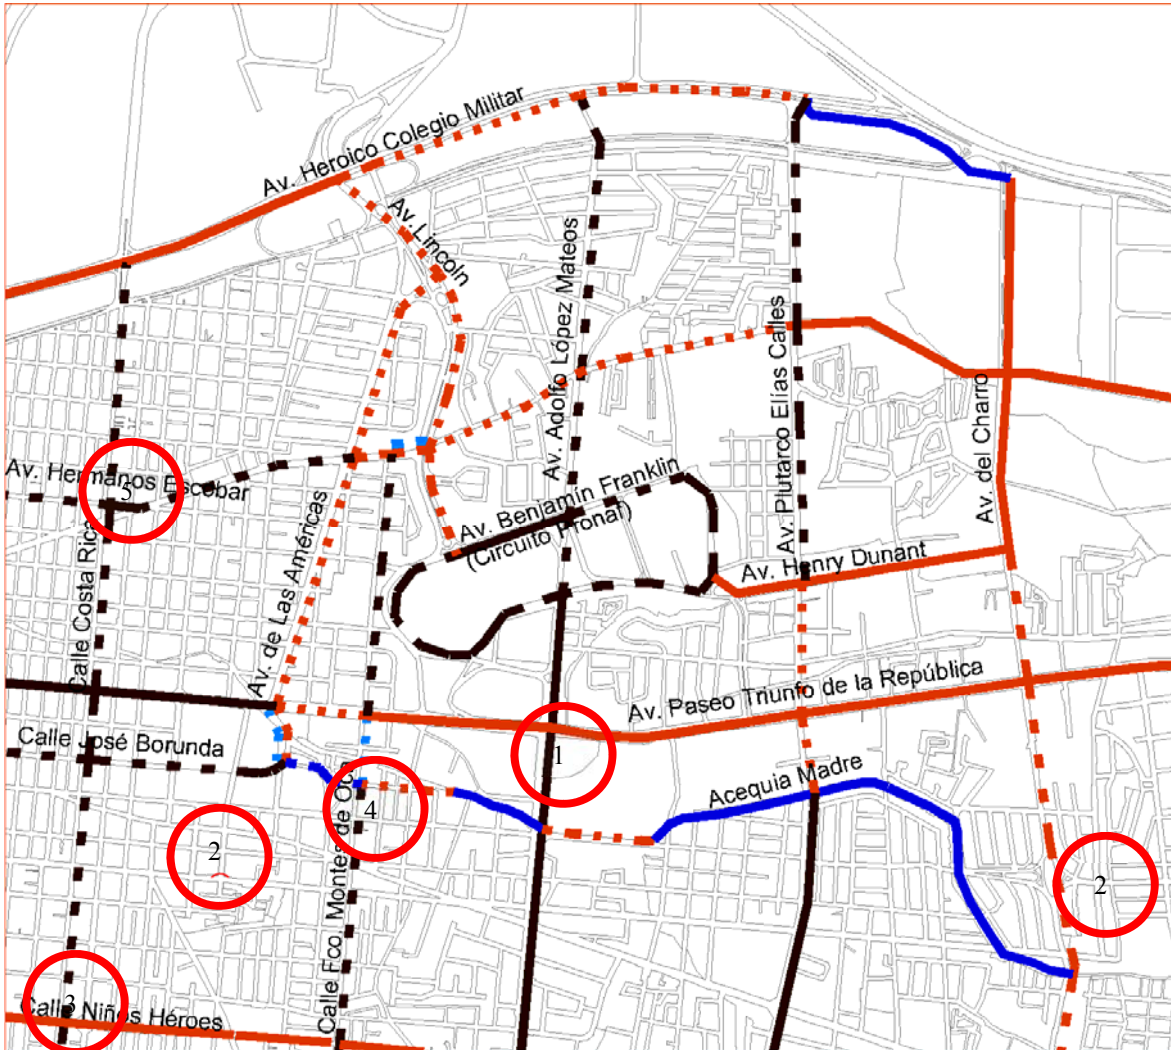 Av. Heroico Colegio Militar
Av. Lincoln
Av. Adolfo López Mateos
Av. Plutarco Elías Calles
Av. del Charro
Av. Hermanos Escobar
5
Av. Benjamín Franklin
(Circuito Pronaf)
Av. de Las Américas
Calle Costa Rica
Av. Henry Dunant
Av. Paseo Triunfo de la República
Calle José Borunda
1
Acequia Madre
4
2
Calle Fco. Montes de Oca
2
3
Calle Niños Héroes